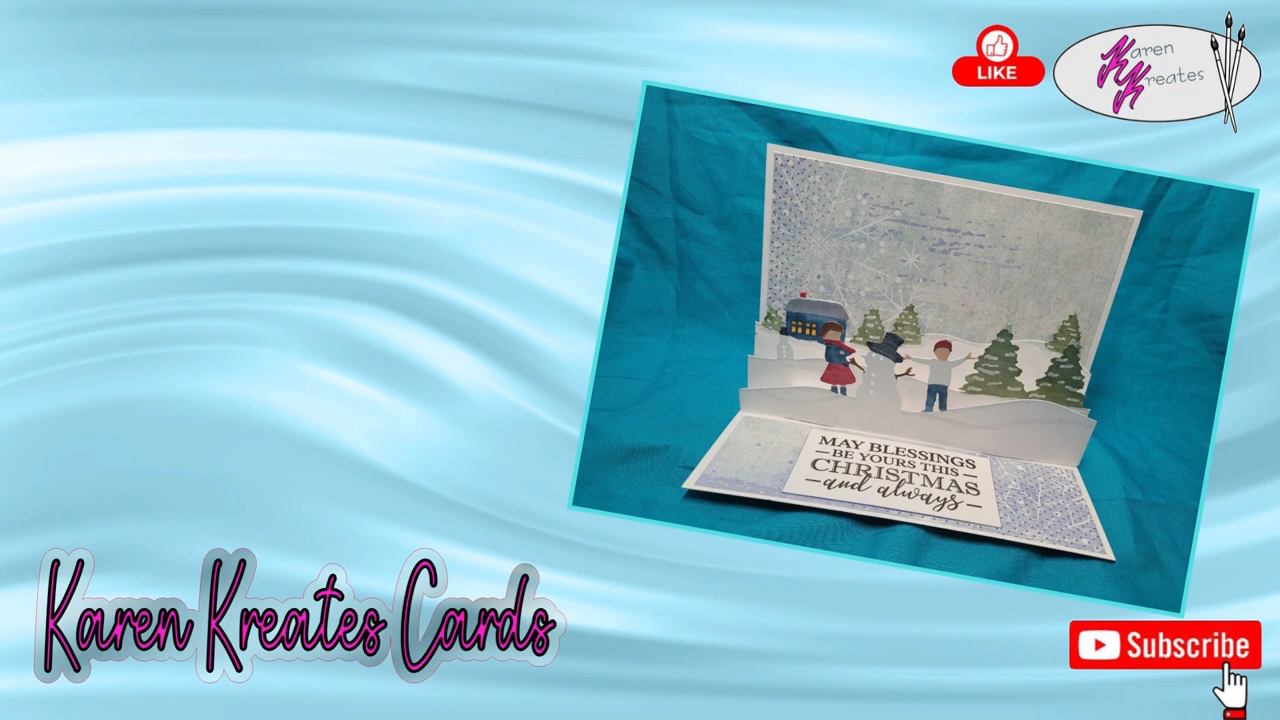 LIKE
Karen
Kreates
MAY BLESSINGS
BE YOURS THIS
CHRISTMAS
and always
Karen Kreates Cards
Subscribe